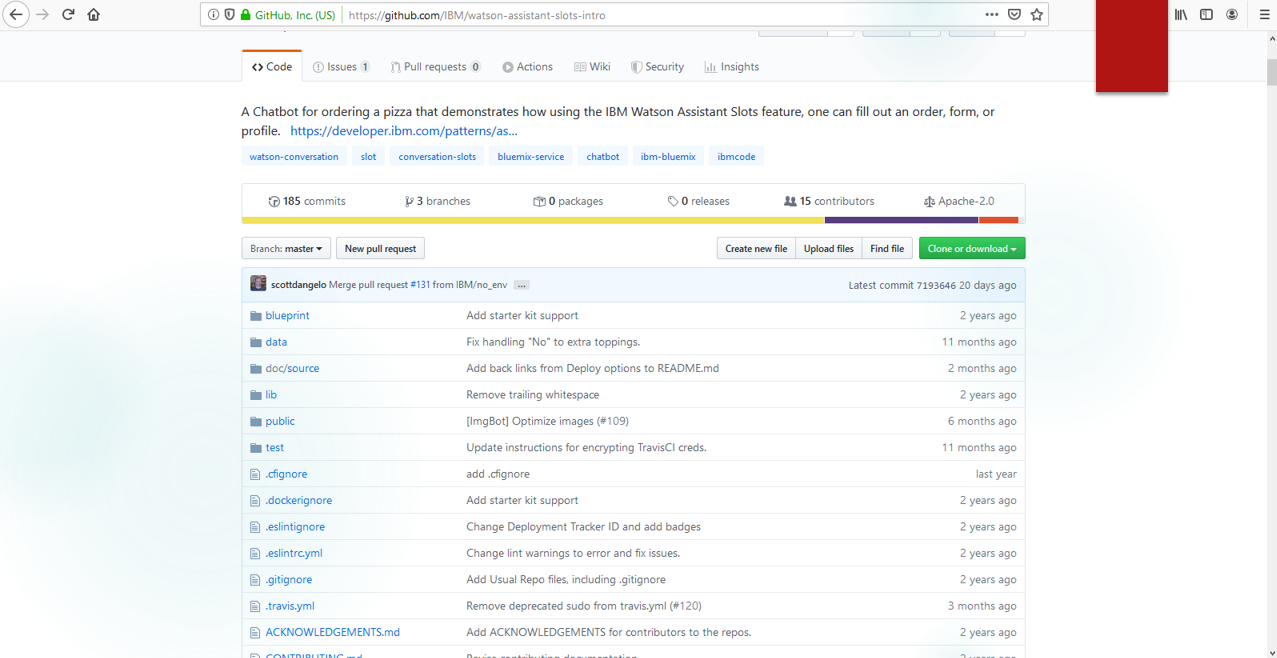 GitHub, Inc. (US) https://github.com/IBM/watson-assistant-slots-intro
Code Issues 1 Pull requests 0 Actions Wiki Security Insights
A Chatbot for ordering a pizza that demonstrates how using the IBM Watson Assistant Slots feature, one can fill out an order, form, or
profile. https://developer.ibm.com/patterns/as...
watson-conversation slot conversation-slots bluemix-service chatbot ibm-bluemix ibmcode
185 commits 3 branches 0 packages 0 releases 15 contributors Apache-2.0
Branch: master New pull request Create new file Upload files Find file Clone or download
scottdangelo Merge pull request #131 from IBM/no_env ... Latest commit 7193646 20 days ago
blueprint Add starter kit support 2 years ago
data Fix handling "No" to extra toppings. 11 months ago
doc/source Add back links from Deploy options to README.md 2 months ago
lib Remove trailing whitespace 2 years ago
public [ImgBot] Optimize images (#109) 6 months ago
test Update instructions for encrypting TravisCI creds. 11 months ago
.cfignore add .cfignore last year
.dockerignore Add starter kit support 2 years ago
.eslintignore Change Deployment Tracker ID and add badges 2 years ago
.eslintrc.yml Change lint warnings to error and fix issues. 2 years ago
.gitignore Add Usual Repo files, including .gitignore 2 years ago
.travis.yml Remove deprecated sudo from travis.yml (#120) 3 months ago
ACKNOWLEDGEMENTS.md Add ACKNOWLEDGEMENTS for contributors to the repos. 2 years ago